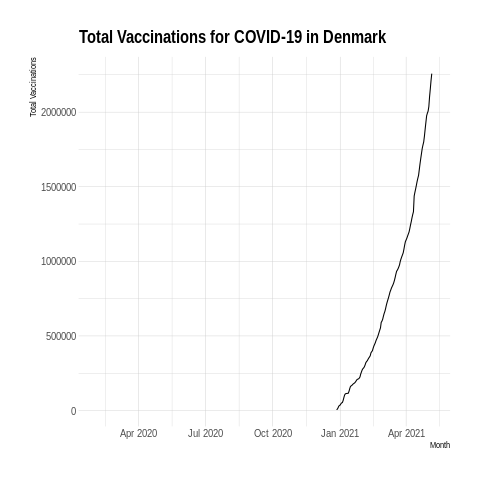 Total Vaccinations for COVID-19 in Denmark
Total Vaccinations
2000000
1500000
1000000
500000
0
Apr 2020 Jul 2020 Oct 2020 Jan 2021 Apr 2021
Month